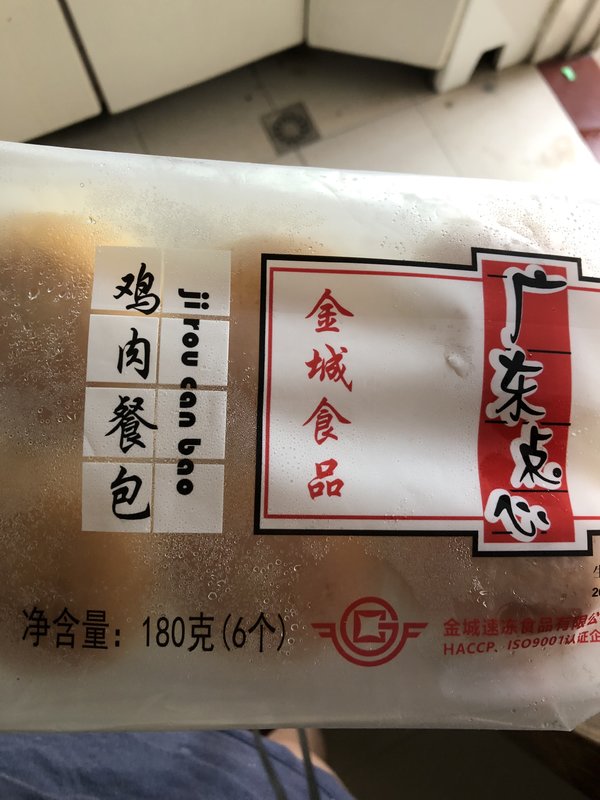 鸡肉餐包
ji rou can bao
金城食品
广东点心
净含量：180克(6个)
金城速冻食品有限公
HACCP、ISO9001认证企